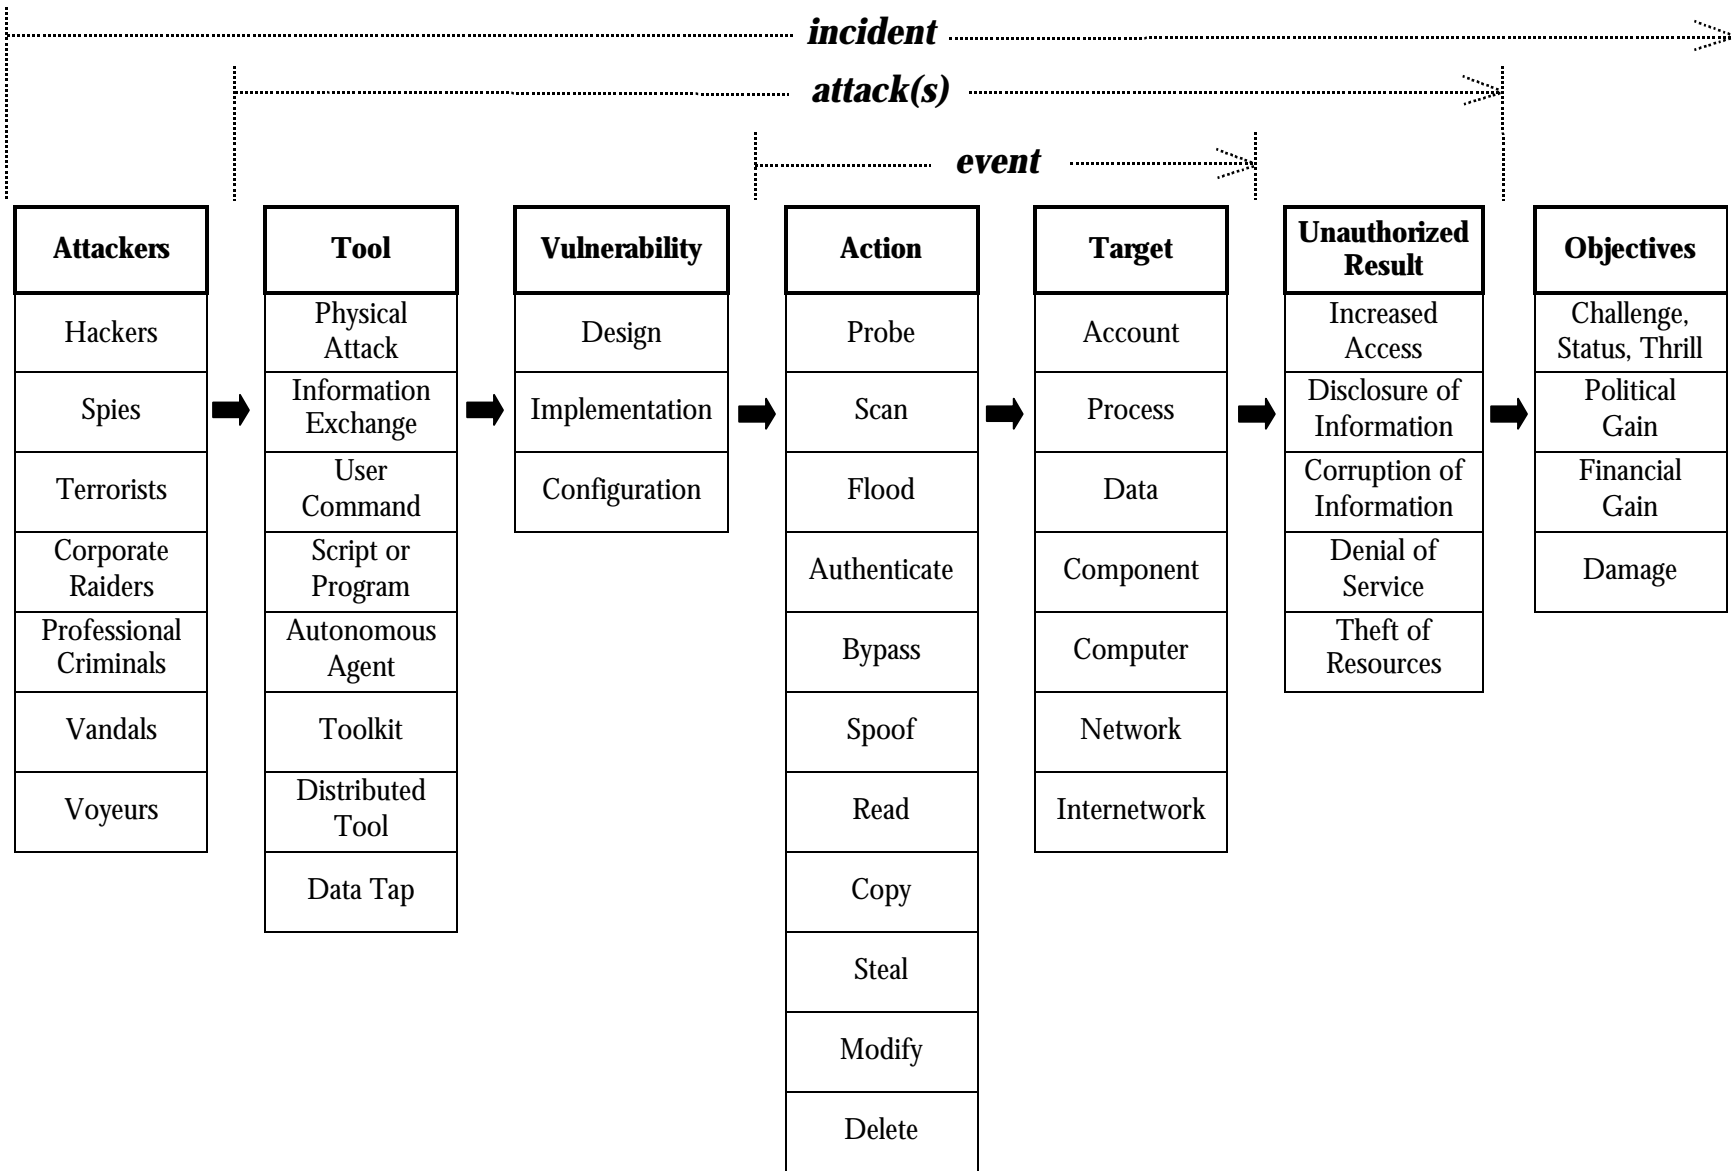 incident
attack(s)
event
Attackers
Hackers
Spies
Terrorists
Corporate
Raiders
Professional
Criminals
Vandals
Voyeurs
Tool
Physical
Attack
Information
Exchange
User
Command
Script or
Program
Autonomous
Agent
Toolkit
Distributed
Tool
Data Tap
Vulnerability
Design
Implementation
Configuration
Action
Probe
Scan
Flood
Authenticate
Bypass
Spoof
Read
Copy
Steal
Modify
Delete
Target
Account
Process
Data
Component
Computer
Network
Internetwork
Unauthorized
Result
Increased
Access
Disclosure of
Information
Corruption of
Information
Denial of
Service
Theft of
Resources
Objectives
Challenge,
Status, Thrill
Political
Gain
Financial
Gain
Damage